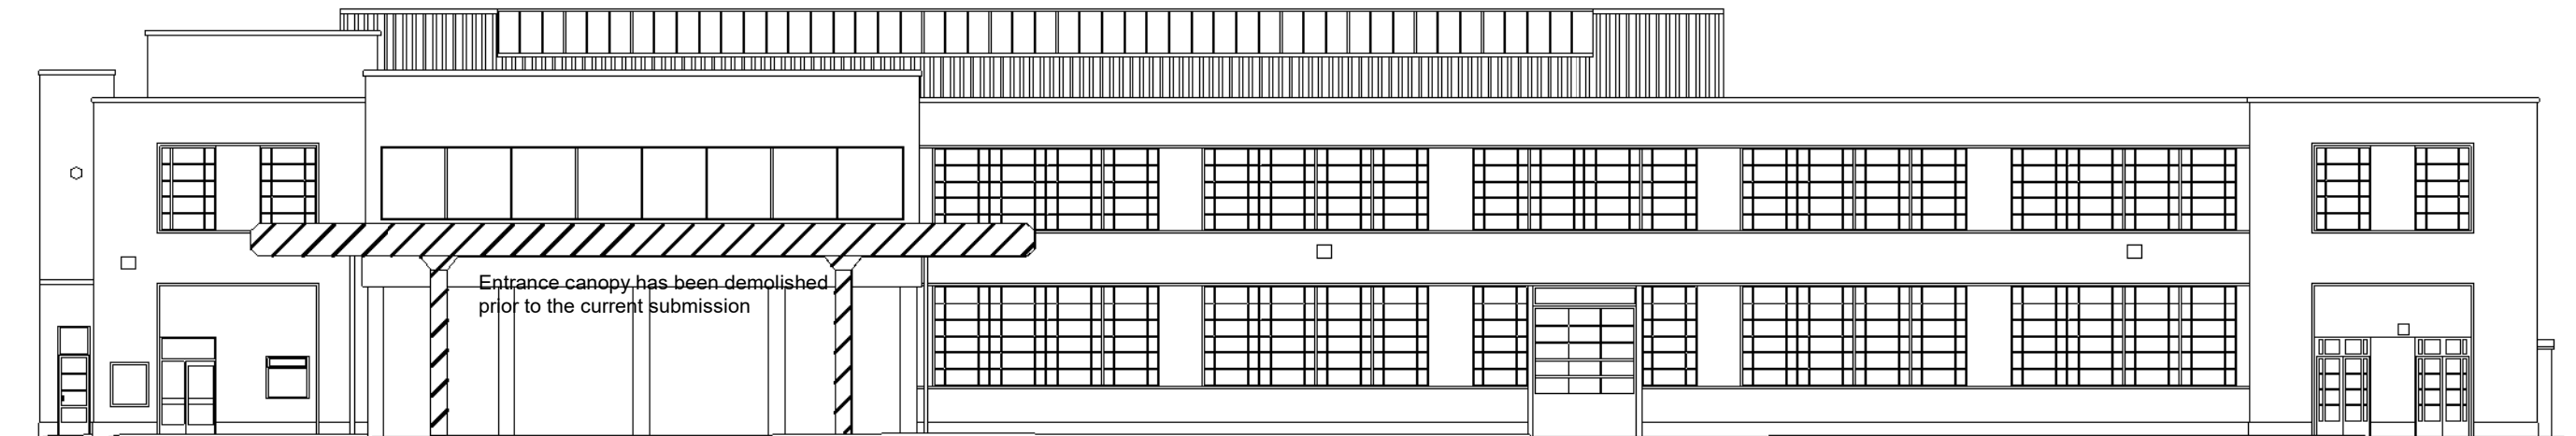 Entrance canopy has been demolished
prior to the current submission